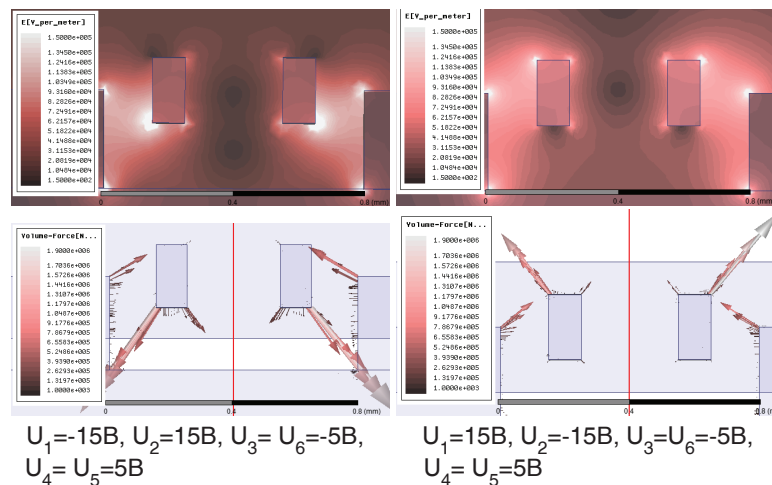 E[V_per_meter]
1.5000e+005
1.3450e+005
1.2416e+005
1.1383e+005
1.0349e+005
9.3160e+004
8.2826e+004
7.2491e+004
6.2157e+004
5.1822e+004
4.1488e+004
3.1153e+004
2.0819e+004
1.0484e+004
1.5000e+002
0 0.4 0.8 (mm)
E[V_per_meter]
1.5000e+005
1.3450e+005
1.2416e+005
1.1383e+005
1.0349e+005
9.3160e+004
8.2826e+004
7.2491e+004
6.2157e+004
5.1822e+004
4.1488e+004
3.1153e+004
2.0819e+004
1.0484e+004
1.5000e+002
0 0.4 0.8 (mm)
Volume-Force[N...
1.9000e+006
1.7036e+006
1.5726e+006
1.4416e+006
1.3107e+006
1.1797e+006
1.0487e+006
9.1776e+005
7.8679e+005
6.5583e+005
5.2486e+005
3.9390e+005
2.6293e+005
1.3197e+005
1.0000e+003
0 0.4 0.8 (mm)
Volume-Force[N...
1.9000e+006
1.7036e+006
1.5726e+006
1.4416e+006
1.3107e+006
1.1797e+006
1.0487e+006
9.1776e+005
7.8679e+005
6.5583e+005
5.2486e+005
3.9390e+005
2.6293e+005
1.3197e+005
1.0000e+003
0 0.4 0.8 (mm)
U1=-15B, U2=15B, U3= U6=-5B,
U4= U5=5B
U1=15B, U2=-15B, U3=U6=-5B,
U4= U5=5B